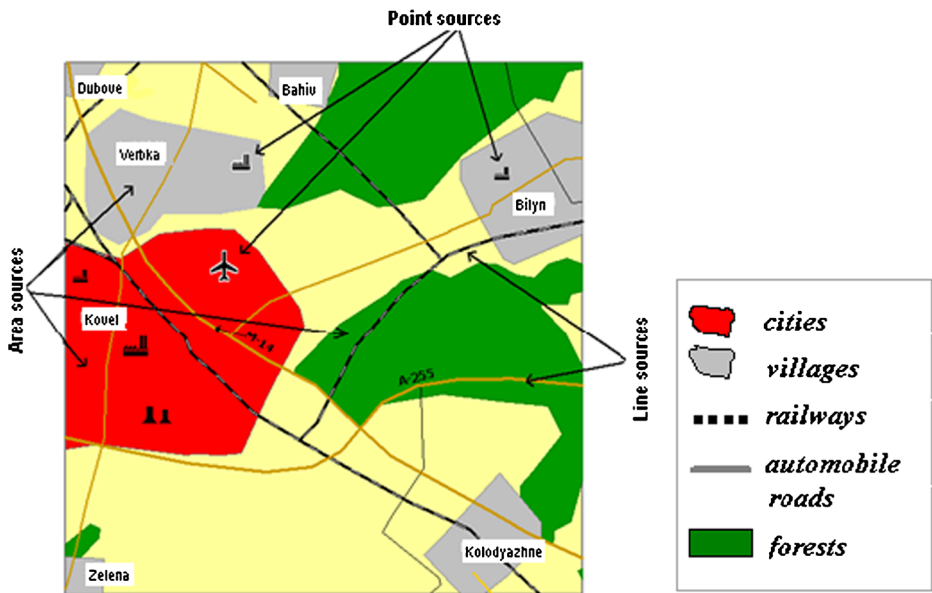 Point sources
Dubove
Bahiv
Verbka
Bilyn
Area sources
Kovel
M-14
A-255
Line sources
Kolodyazhne
Zelena
cities
villages
railways
automobile
roads
forests